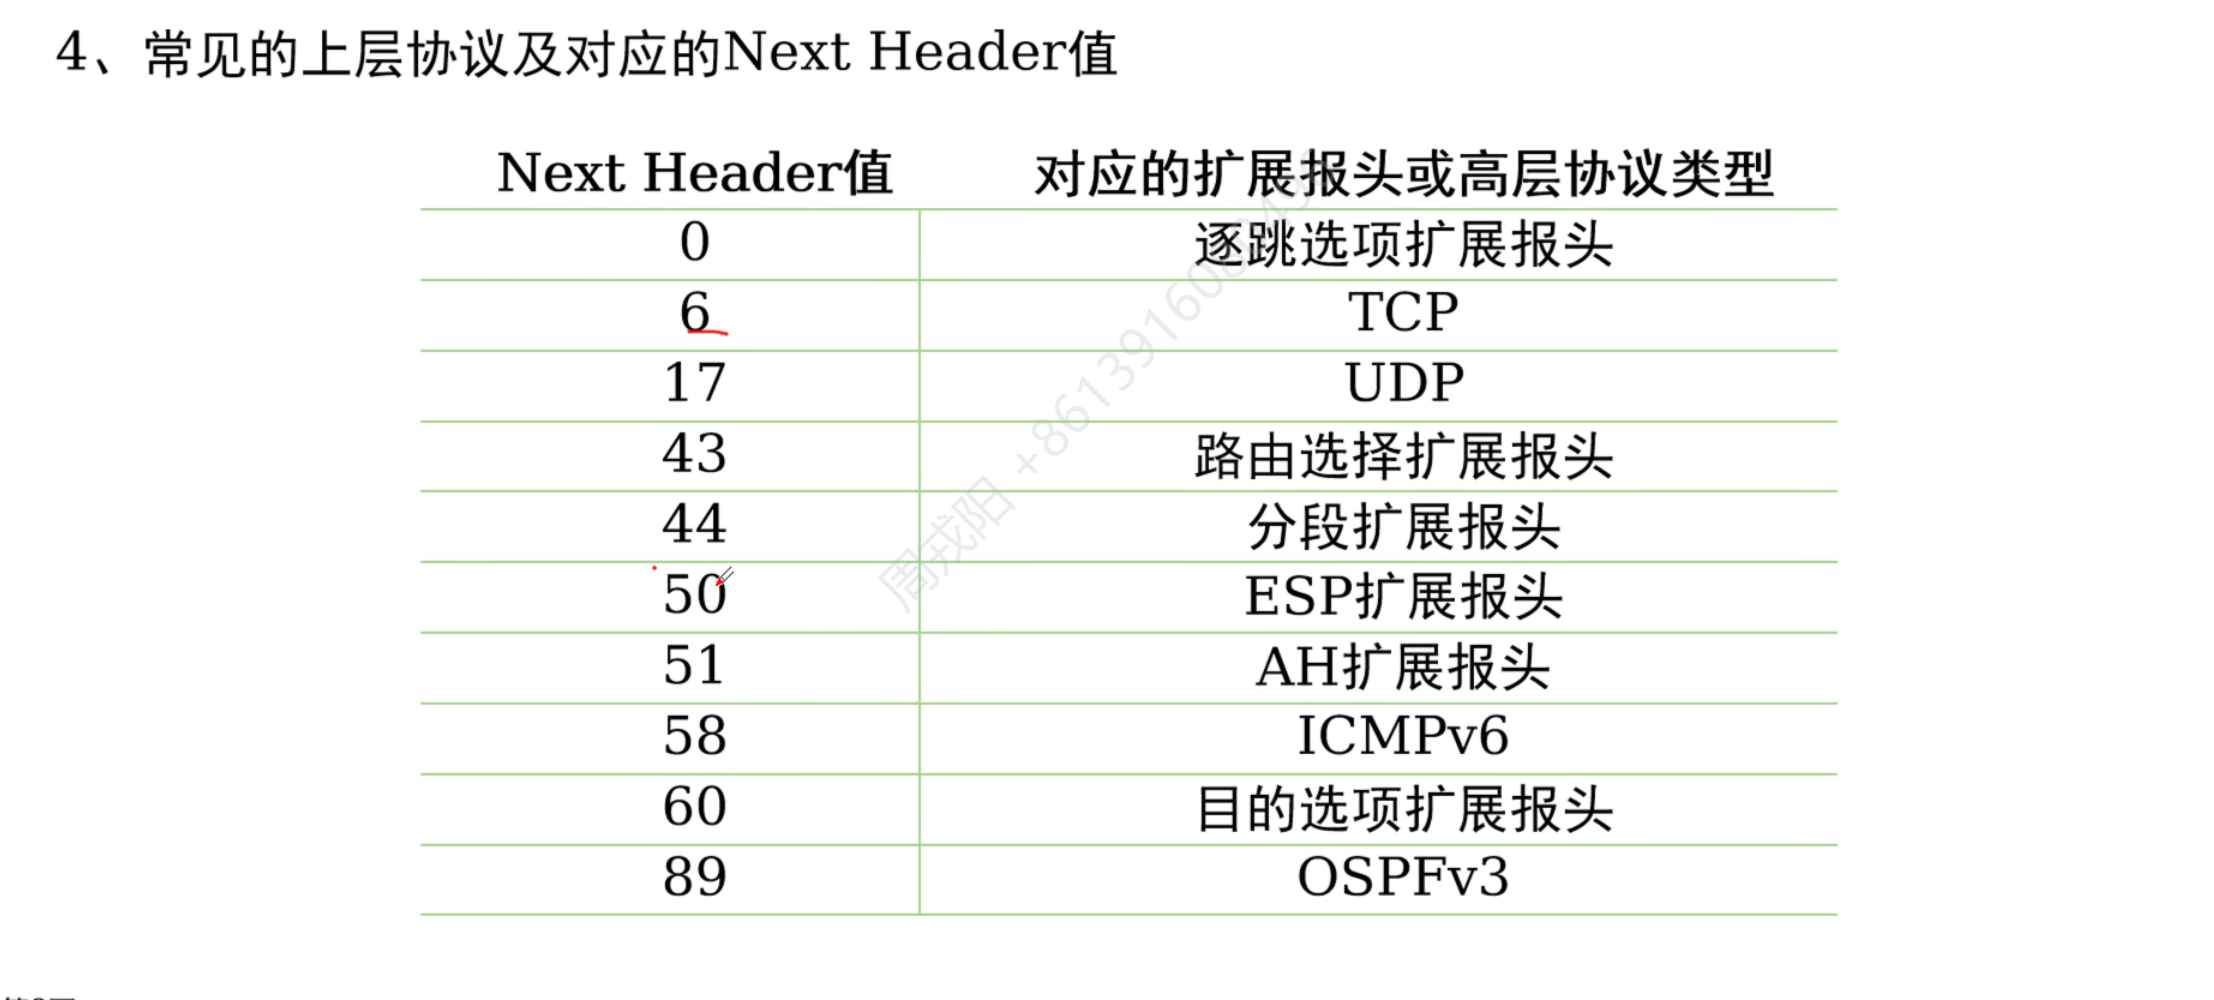 4、常见的上层协议及对应的Next Header值
Next Header值 对应的扩展报头或高层协议类型
0 逐跳选项扩展报头
6 TCP
17 UDP
43 路由选择扩展报头
44 分段扩展报头
50 ESP扩展报头
51 AH扩展报头
58 ICMPv6
60 目的选项扩展报头
89 OSPFv3
周戎阳